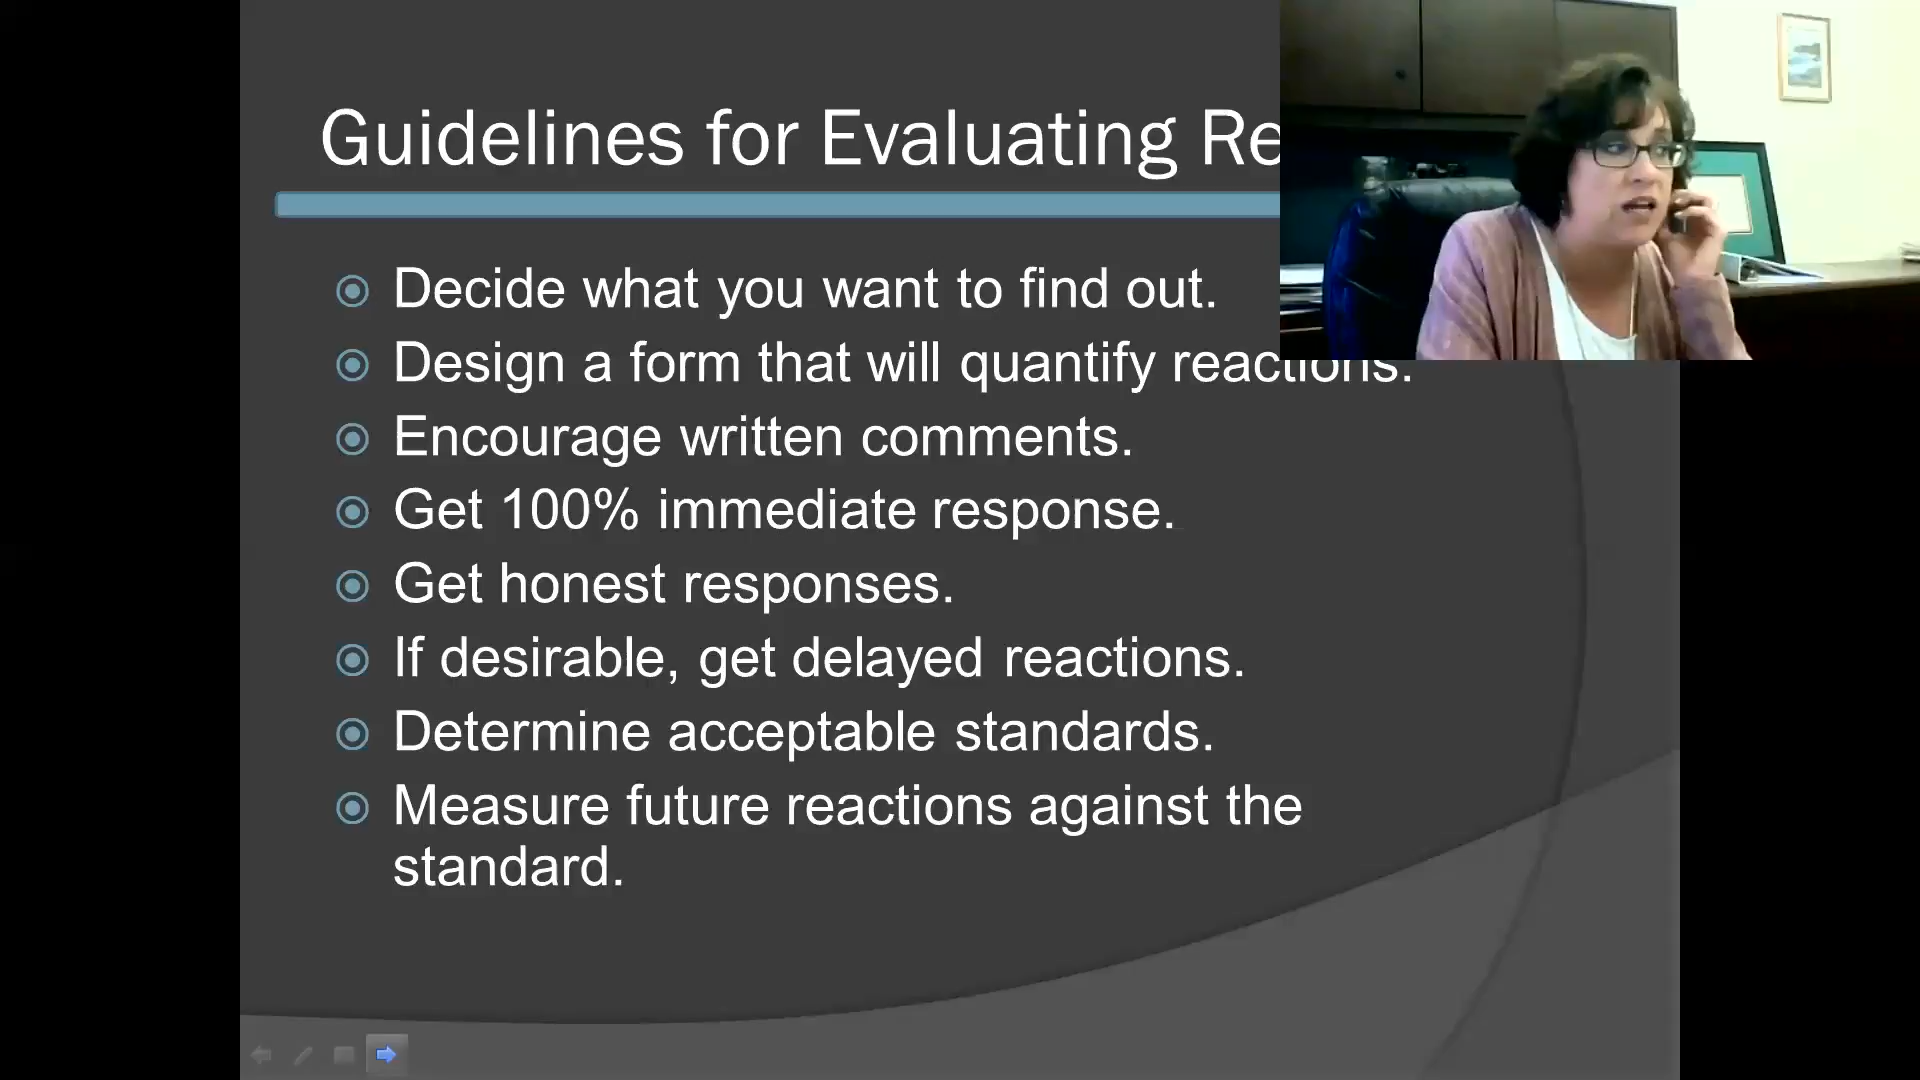 Guidelines for Evaluating Re
Decide what you want to find out.
Design a form that will quantify reactions.
Encourage written comments.
Get 100% immediate response.
Get honest responses.
If desirable, get delayed reactions.
Determine acceptable standards.
Measure future reactions against the
standard.